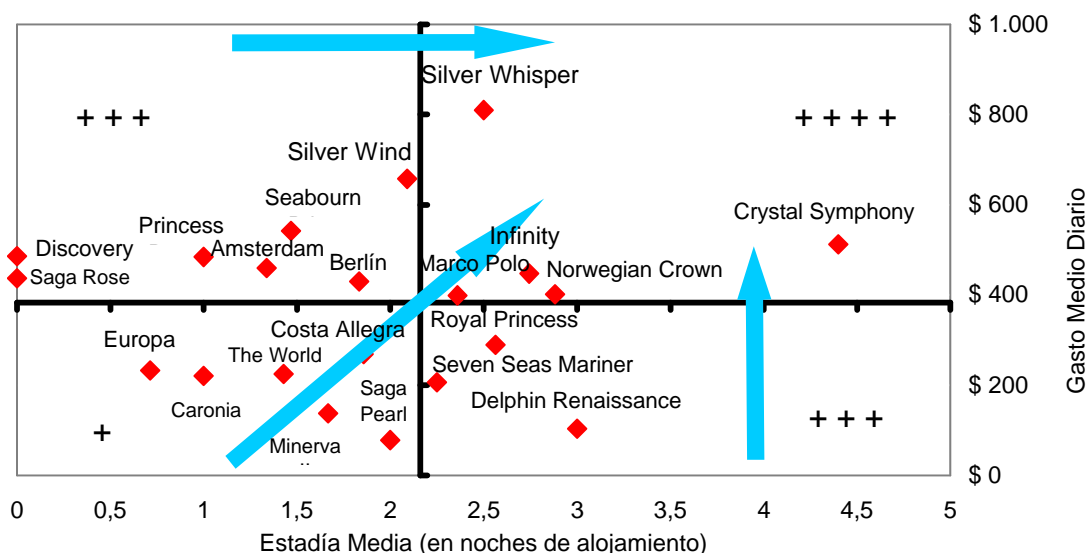 $ 1.000
Silver Whisper
+ + +
+ + + +
$ 800
Silver Wind
Seabourn
$ 600
Princess
Crystal Symphony
Discovery
Amsterdam
Infinity
Saga Rose
Berlín
Marco Polo
Norwegian Crown
$ 400
Costa Allegra
Royal Princess
Europa
The World
Seven Seas Mariner
$ 200
Caronia
Saga
Pearl
Delphin Renaissance
+
+ + +
Minerva
$ 0
Gasto Medio Diario
0 0,5 1 1,5 2 2,5 3 4 4,5 5
Estadía Media (en noches de alojamiento)